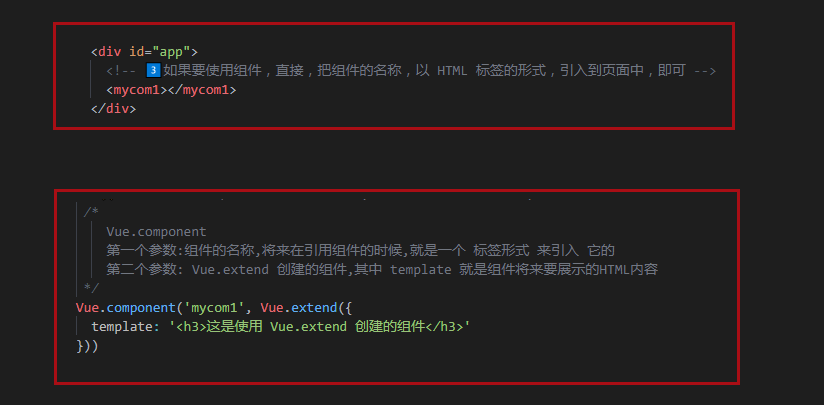 <div id="app">
<!-- 3️⃣如果要使用组件，直接，把组件的名称，以 HTML 标签的形式，引入到页面中，即可 -->
<mycom1></mycom1>
</div>
/*
Vue.component
第一个参数:组件的名称,将来在引用组件的时候,就是一个 标签形式 来引入 它的
第二个参数: Vue.extend 创建的组件,其中 template 就是组件将来要展示的HTML内容
*/
Vue.component('mycom1', Vue.extend({
template: '<h3>这是使用 Vue.extend 创建的组件</h3>'
}))